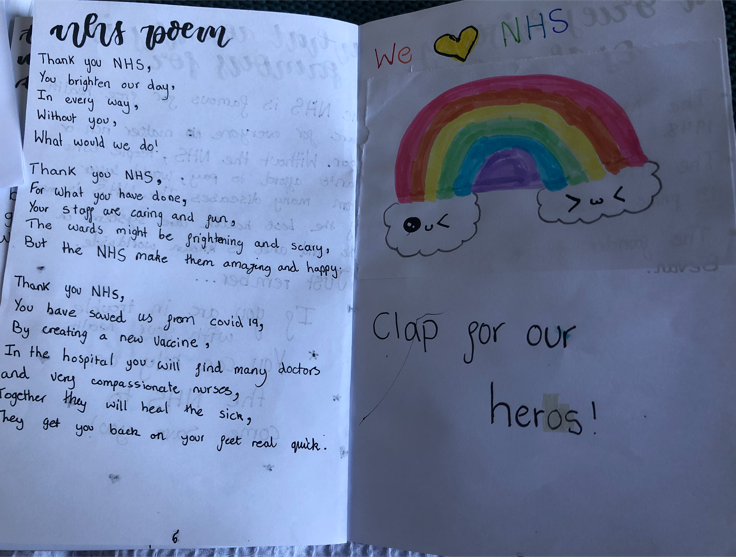 nhs poem
Thank you NHS,
You brighten our day,
In every way,
Without you,
What would we do!
Thank you NHS,
For what you have done,
Your staff are caring and fun,
The wards might be frightening and scary,
But the NHS make them amazing and happy.
Thank you NHS,
You have saved us from covid 19,
By creating a new vaccine,
In the hospital you will find many doctors
and very compassionate nurses,
Together they will heal the sick,
They get you back on your feet real quick.
6
We NHS
Clap for our
heros!